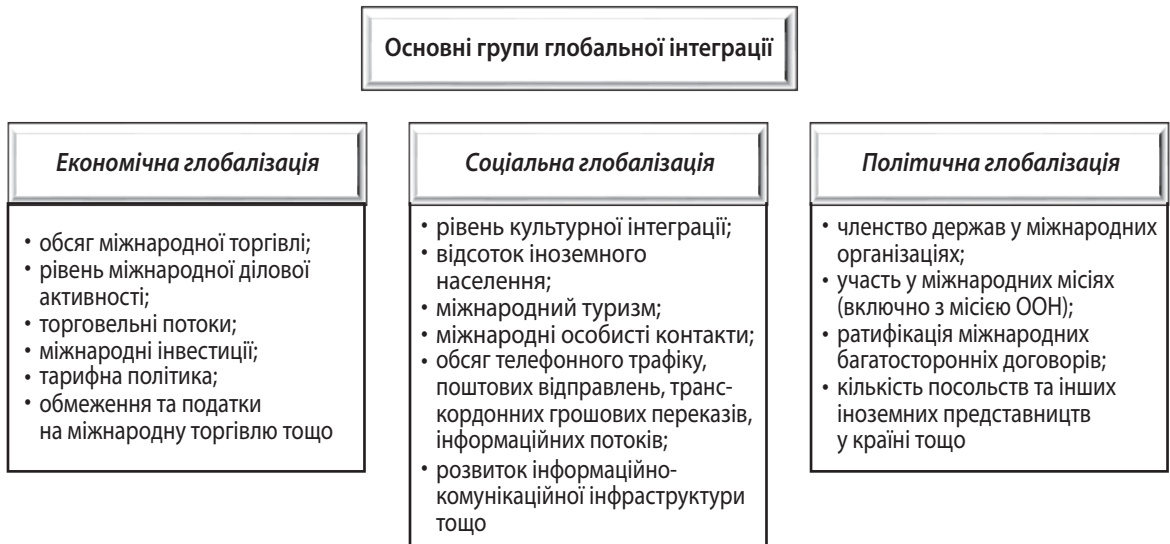 Основні групи глобальної інтеграції
Економічна глобалізація
• обсяг міжнародної торгівлі;
• рівень міжнародної ділової
активності;
• торговельні потоки;
• міжнародні інвестиції;
• тарифна політика;
• обмеження та податки
на міжнародну торгівлю тощо
Соціальна глобалізація
• рівень культурної інтеграції;
• відсоток іноземного
населення;
• міжнародний туризм;
• міжнародні особисті контакти;
• обсяг телефонного трафіку,
поштових відправлень, транс-
кордонних грошових переказів,
інформаційних потоків;
• розвиток інформаційно-
комунікаційної інфраструктури
тощо
Політична глобалізація
• членство держав у міжнародних
організаціях;
• участь у міжнародних місіях
(включно з місією ООН);
• ратифікація міжнародних
багатосторонніх договорів;
• кількість посольств та інших
іноземних представництв
у країні тощо